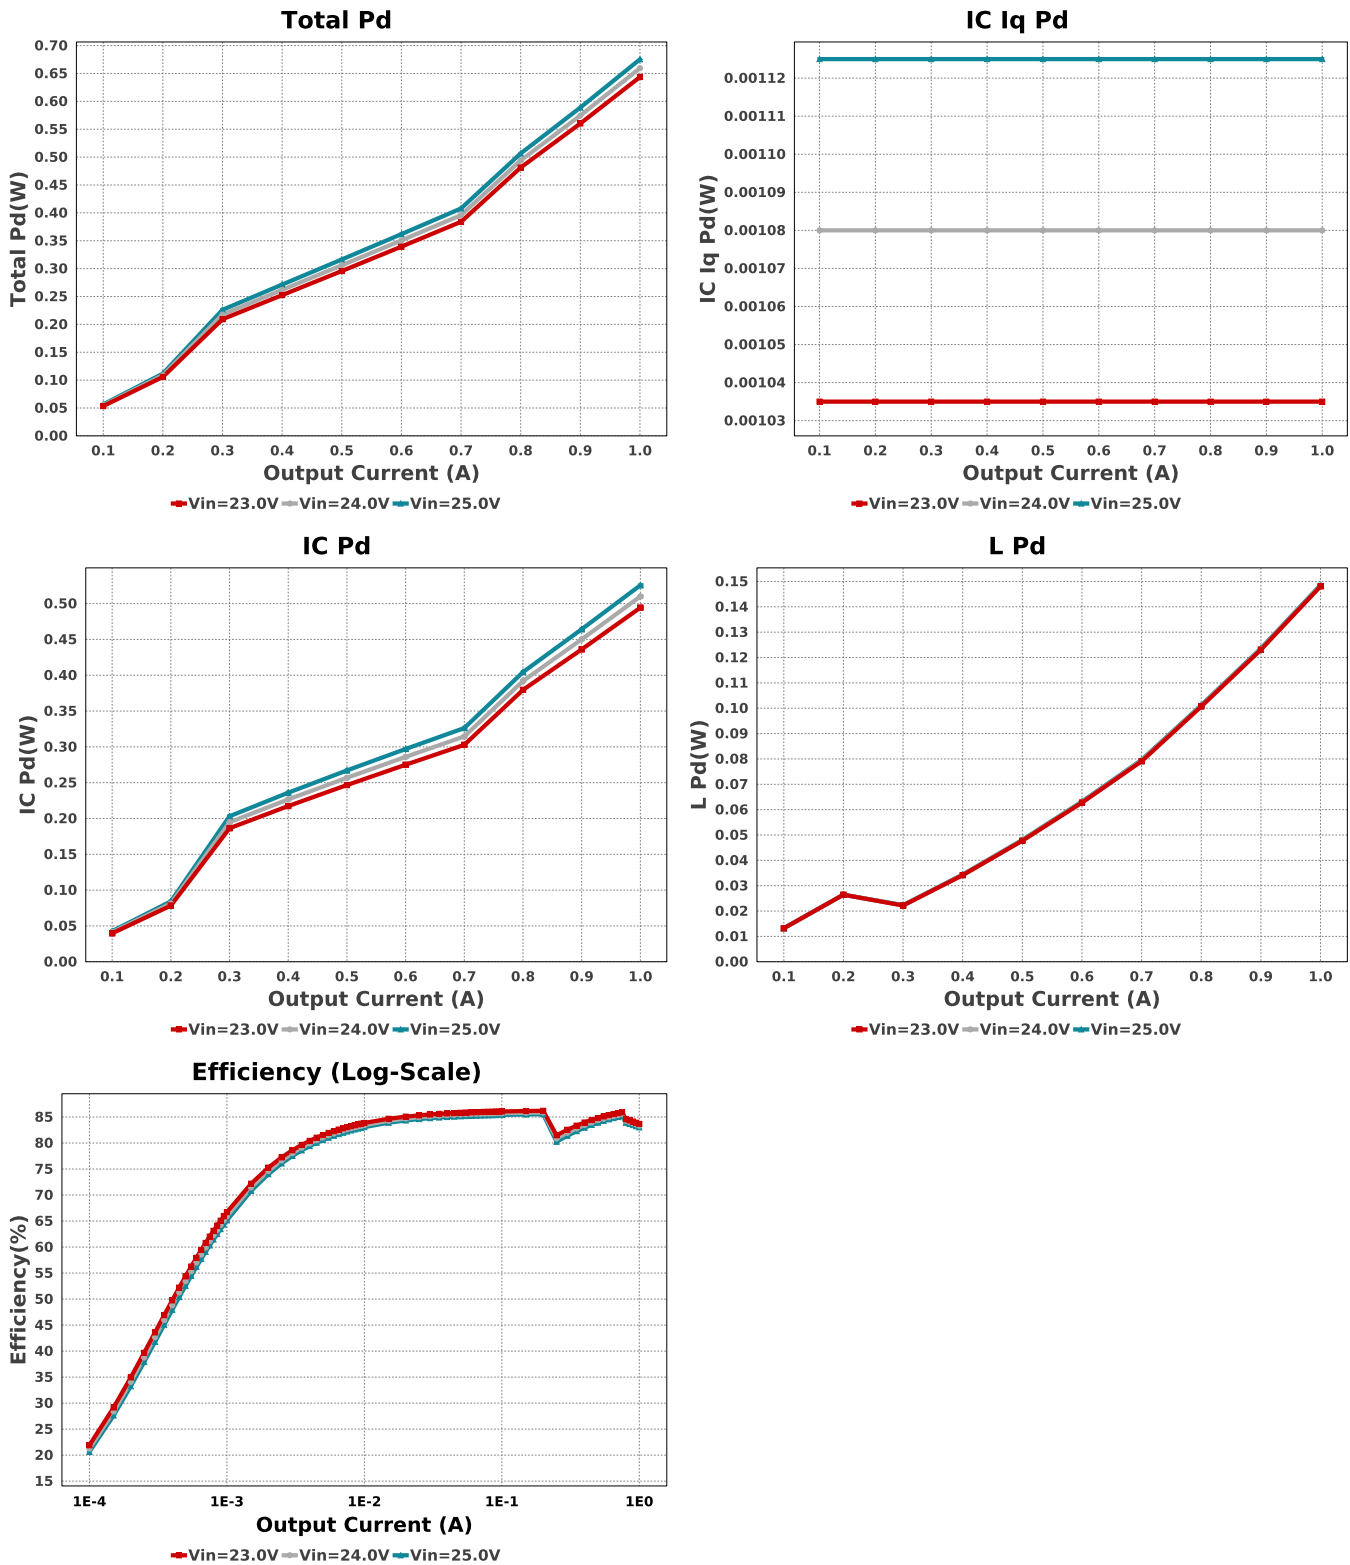 Total Pd
Total Pd(W)
0.70
0.65
0.60
0.55
0.50
0.45
0.40
0.35
0.30
0.25
0.20
0.15
0.10
0.05
0.00
0.1 0.2 0.3 0.4 0.5 0.6 0.7 0.8 0.9 1.0
Output Current (A)
Vin=23.0V Vin=24.0V Vin=25.0V
IC Iq Pd
IC Iq Pd(W)
0.00112
0.00111
0.00110
0.00109
0.00108
0.00107
0.00106
0.00105
0.00104
0.00103
0.1 0.2 0.3 0.4 0.5 0.6 0.7 0.8 0.9 1.0
Output Current (A)
Vin=23.0V Vin=24.0V Vin=25.0V
IC Pd
IC Pd(W)
0.50
0.45
0.40
0.35
0.30
0.25
0.20
0.15
0.10
0.05
0.00
0.1 0.2 0.3 0.4 0.5 0.6 0.7 0.8 0.9 1.0
Output Current (A)
Vin=23.0V Vin=24.0V Vin=25.0V
L Pd
L Pd(W)
0.15
0.14
0.13
0.12
0.11
0.10
0.09
0.08
0.07
0.06
0.05
0.04
0.03
0.02
0.01
0.00
0.1 0.2 0.3 0.4 0.5 0.6 0.7 0.8 0.9 1.0
Output Current (A)
Vin=23.0V Vin=24.0V Vin=25.0V
Efficiency (Log-Scale)
Efficiency(%)
85
80
75
70
65
60
55
50
45
40
35
30
25
20
15
1E-4 1E-3 1E-2 1E-1 1E0
Output Current (A)
Vin=23.0V Vin=24.0V Vin=25.0V